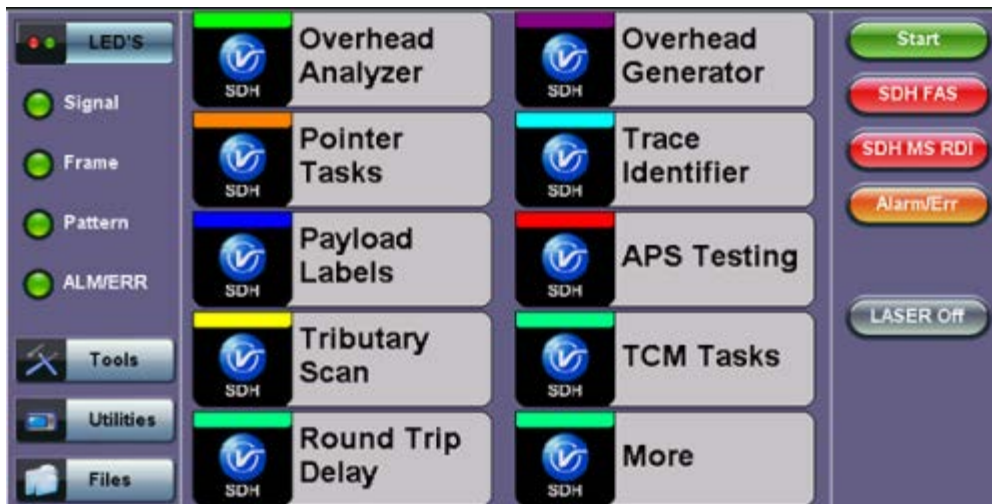 LED'S
Signal
Frame
Pattern
ALM/ERR
Tools
Utilities
Files
SDH
Overhead
Analyzer
SDH
Overhead
Generator
SDH
Pointer
Tasks
SDH
Trace
Identifier
SDH
Payload
Labels
SDH
APS Testing
SDH
Tributary
Scan
SDH
TCM Tasks
SDH
Round Trip
Delay
SDH
More
Start
SDH FAS
SDH MS RDI
Alarm/Err
LASER Off